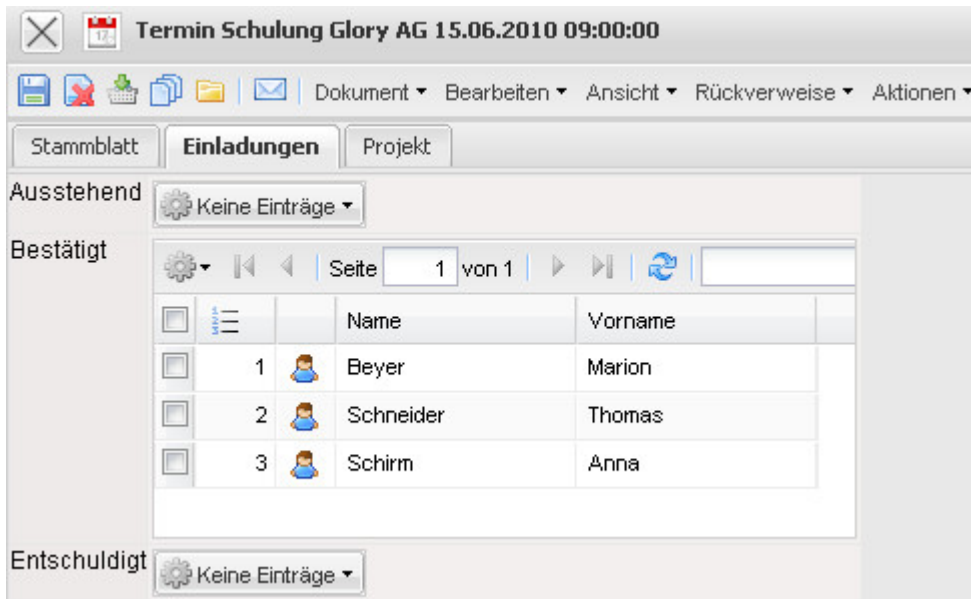 Termin Schulung Glory AG 15.06.2010 09:00:00
Dokument Bearbeiten Ansicht Rückverweise Aktionen
Stammblatt Einladungen Projekt
Ausstehend Keine Einträge
Bestätigt
Seite 1 von 1
Name Vorname
1 Beyer Marion
2 Schneider Thomas
3 Schirm Anna
Entschuldigt Keine Einträge